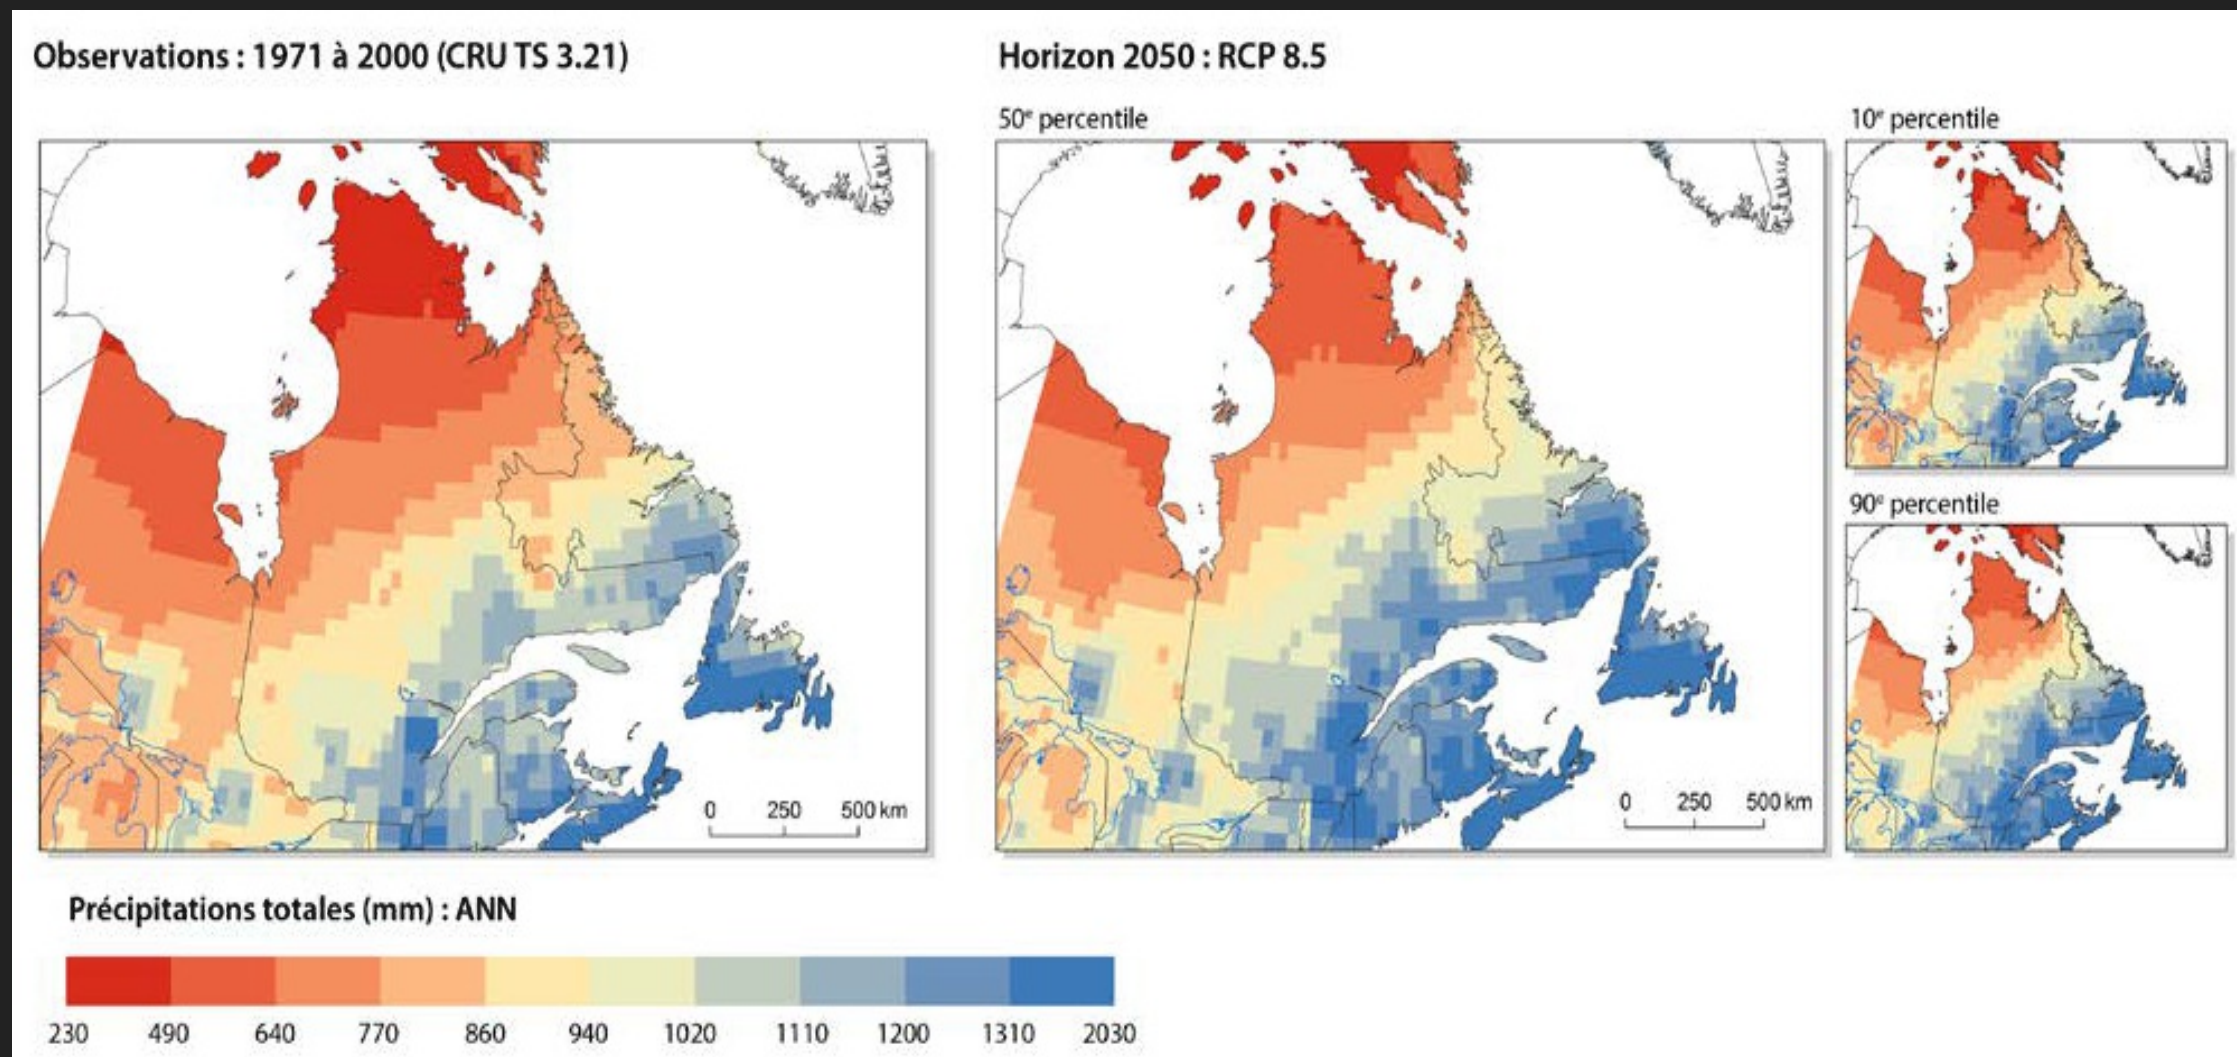 Observations : 1971 à 2000 (CRU TS 3.21)
Horizon 2050 : RCP 8.5
50e percentile
10e percentile
90e percentile
0 250 500 km
0 250 500 km
Précipitations totales (mm) : ANN
230 490 640 770 860 940 1020 1110 1200 1310 2030